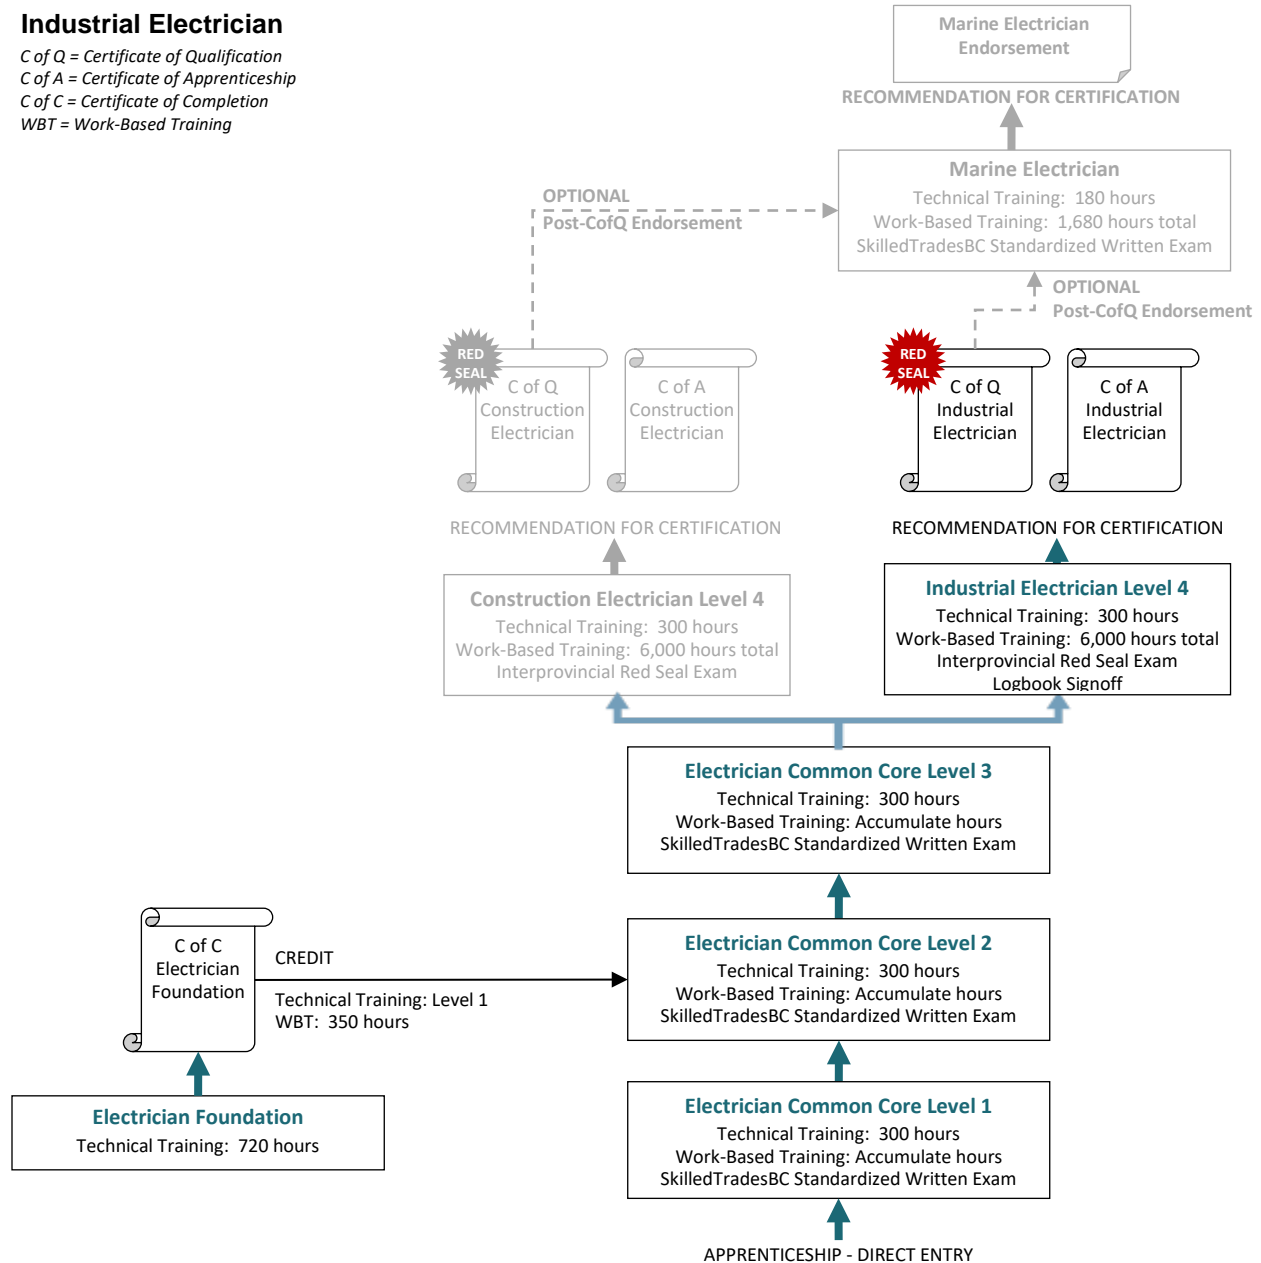 Industrial Electrician
C of Q = Certificate of Qualification
C of A = Certificate of Apprenticeship
C of C = Certificate of Completion
WBT = Work-Based Training
Marine Electrician
Endorsement
RECOMMENDATION FOR CERTIFICATION
Marine Electrician
Technical Training: 180 hours
Work-Based Training: 1,680 hours total
SkilledTradesBC Standardized Written Exam
OPTIONAL
Post-CofQ Endorsement
OPTIONAL
Post-CofQ Endorsement
RED
SEAL
C of Q
Construction
Electrician
C of A
Construction
Electrician
RED
SEAL
C of Q
Industrial
Electrician
C of A
Industrial
Electrician
RECOMMENDATION FOR CERTIFICATION
RECOMMENDATION FOR CERTIFICATION
Construction Electrician Level 4
Technical Training: 300 hours
Work-Based Training: 6,000 hours total
Interprovincial Red Seal Exam
Industrial Electrician Level 4
Technical Training: 300 hours
Work-Based Training: 6,000 hours total
Interprovincial Red Seal Exam
Logbook Signoff
Electrician Common Core Level 3
Technical Training: 300 hours
Work-Based Training: Accumulate hours
SkilledTradesBC Standardized Written Exam
C of C
Electrician
Foundation
CREDIT
Technical Training: Level 1
WBT: 350 hours
Electrician Common Core Level 2
Technical Training: 300 hours
Work-Based Training: Accumulate hours
SkilledTradesBC Standardized Written Exam
Electrician Foundation
Technical Training: 720 hours
Electrician Common Core Level 1
Technical Training: 300 hours
Work-Based Training: Accumulate hours
SkilledTradesBC Standardized Written Exam
APPRENTICESHIP - DIRECT ENTRY